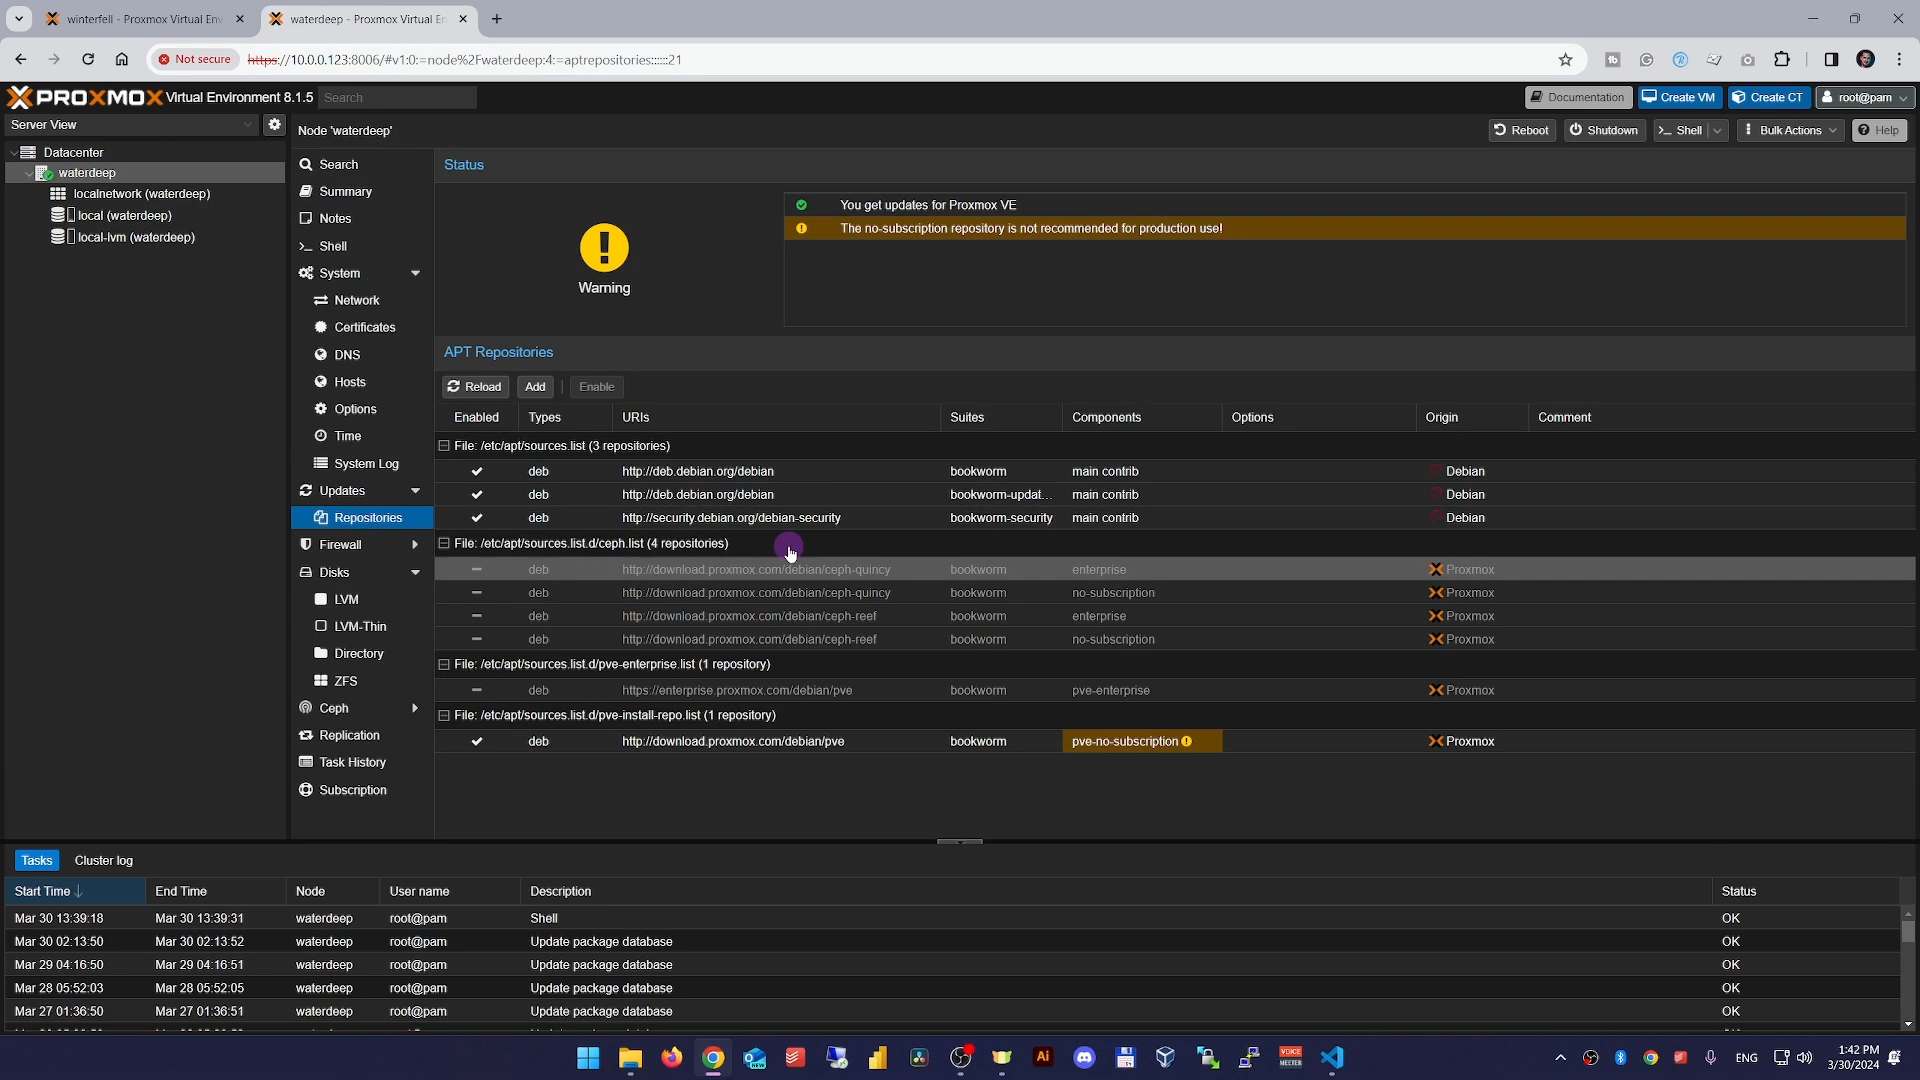 winterfell - Proxmox Virtual Env
waterdeep - Proxmox Virtual E
Not secure
https://10.0.0.123:8006/#v1:0:=node%2Fwaterdeep:4:=aptrepositories::::::21
PROXMOX Virtual Environment 8.1.5 Search
Documentation Create VM Create CT root@pam
Server View
Node 'waterdeep'
Reboot Shutdown >_ Shell Bulk Actions Help
Datacenter
waterdeep
localnetwork (waterdeep)
local (waterdeep)
local-lvm (waterdeep)
Search
Summary
Notes
>_ Shell
System
Network
Certificates
DNS
Hosts
Options
Time
System Log
Updates
Repositories
Firewall
Disks
LVM
LVM-Thin
Directory
ZFS
Ceph
Replication
Task History
Subscription
Status
Warning
You get updates for Proxmox VE
The no-subscription repository is not recommended for production use!
APT Repositories
Reload Add Enable
Enabled Types URIs Suites Components Options Origin Comment
File: /etc/apt/sources.list (3 repositories)
deb http://deb.debian.org/debian bookworm main contrib Debian
deb http://deb.debian.org/debian bookworm-updat... main contrib Debian
deb http://security.debian.org/debian-security bookworm-security main contrib Debian
File: /etc/apt/sources.list.d/ceph.list (4 repositories)
deb http://download.proxmox.com/debian/ceph-quincy bookworm enterprise Proxmox
deb http://download.proxmox.com/debian/ceph-quincy bookworm no-subscription Proxmox
deb http://download.proxmox.com/debian/ceph-reef bookworm enterprise Proxmox
deb http://download.proxmox.com/debian/ceph-reef bookworm no-subscription Proxmox
File: /etc/apt/sources.list.d/pve-enterprise.list (1 repository)
deb https://enterprise.proxmox.com/debian/pve bookworm pve-enterprise Proxmox
File: /etc/apt/sources.list.d/pve-install-repo.list (1 repository)
deb http://download.proxmox.com/debian/pve bookworm pve-no-subscription Proxmox
Tasks Cluster log
Start Time End Time Node User name Description Status
Mar 30 13:39:18 Mar 30 13:39:31 waterdeep root@pam Shell OK
Mar 30 02:13:50 Mar 30 02:13:52 waterdeep root@pam Update package database OK
Mar 29 04:16:50 Mar 29 04:16:51 waterdeep root@pam Update package database OK
Mar 28 05:52:03 Mar 28 05:52:05 waterdeep root@pam Update package database OK
Mar 27 01:36:50 Mar 27 01:36:51 waterdeep root@pam Update package database OK
NEW
Ai
VOICE
MEETER
ENG
1:42 PM
3/30/2024